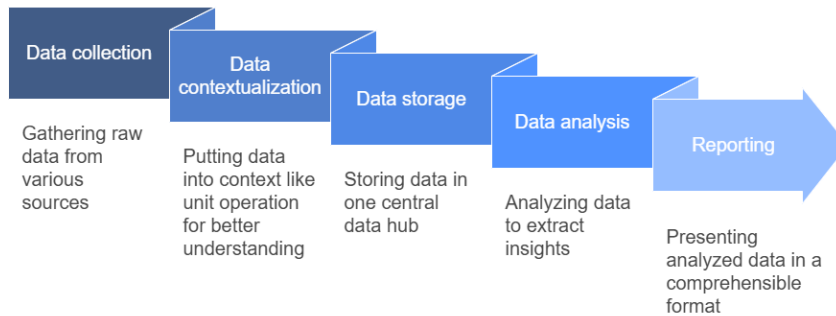 Data collection
Gathering raw
data from
various
sources
Data
contextualization
Putting data
into context like
unit operation
for better
understanding
Data storage
Storing data in
one central
data hub
Data analysis
Analyzing data
to extract
insights
Reporting
Presenting
analyzed data in a
comprehensible
format